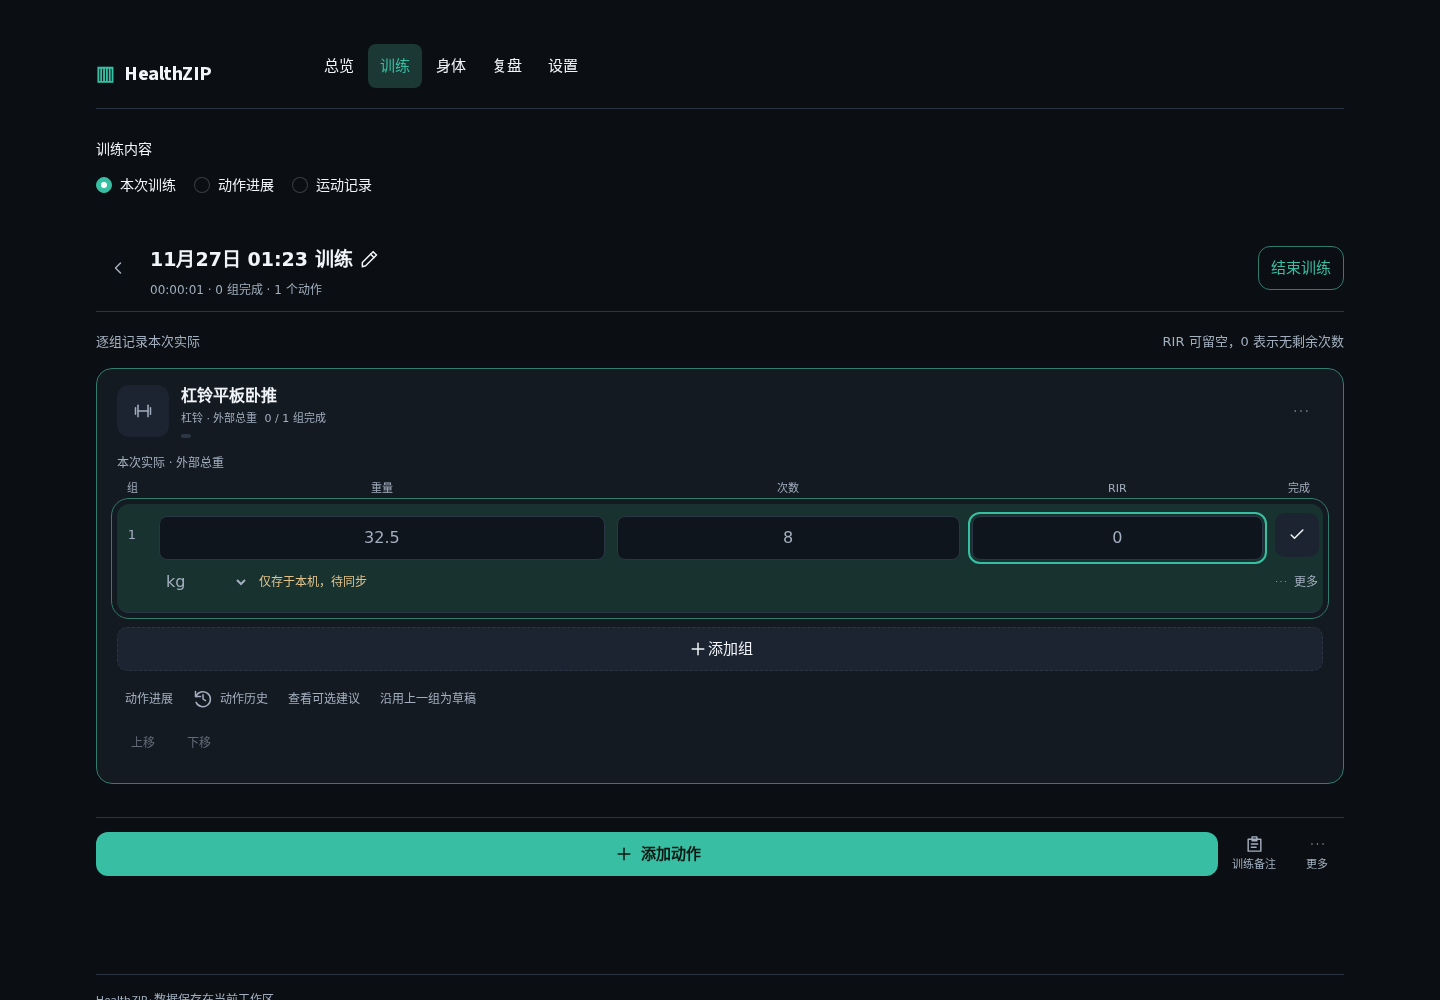 HealthZIP
总览 训练 身体 复盘 设置
训练内容
本次训练 动作进展 运动记录
11月27日 01:23 训练
00:00:01 · 0 组完成 · 1 个动作
结束训练
逐组记录本次实际
RIR 可留空，0 表示无剩余次数
杠铃平板卧推
杠铃 · 外部总重 0 / 1 组完成
···
本次实际 · 外部总重
组 重量 次数 RIR 完成
1 32.5 8 0
kg 仅存于本机，待同步 ··· 更多
添加组
动作进展 动作历史 查看可选建议 沿用上一组为草稿
上移 下移
添加动作
训练备注
··· 更多
HealthZIP · 数据保存在当前工作区